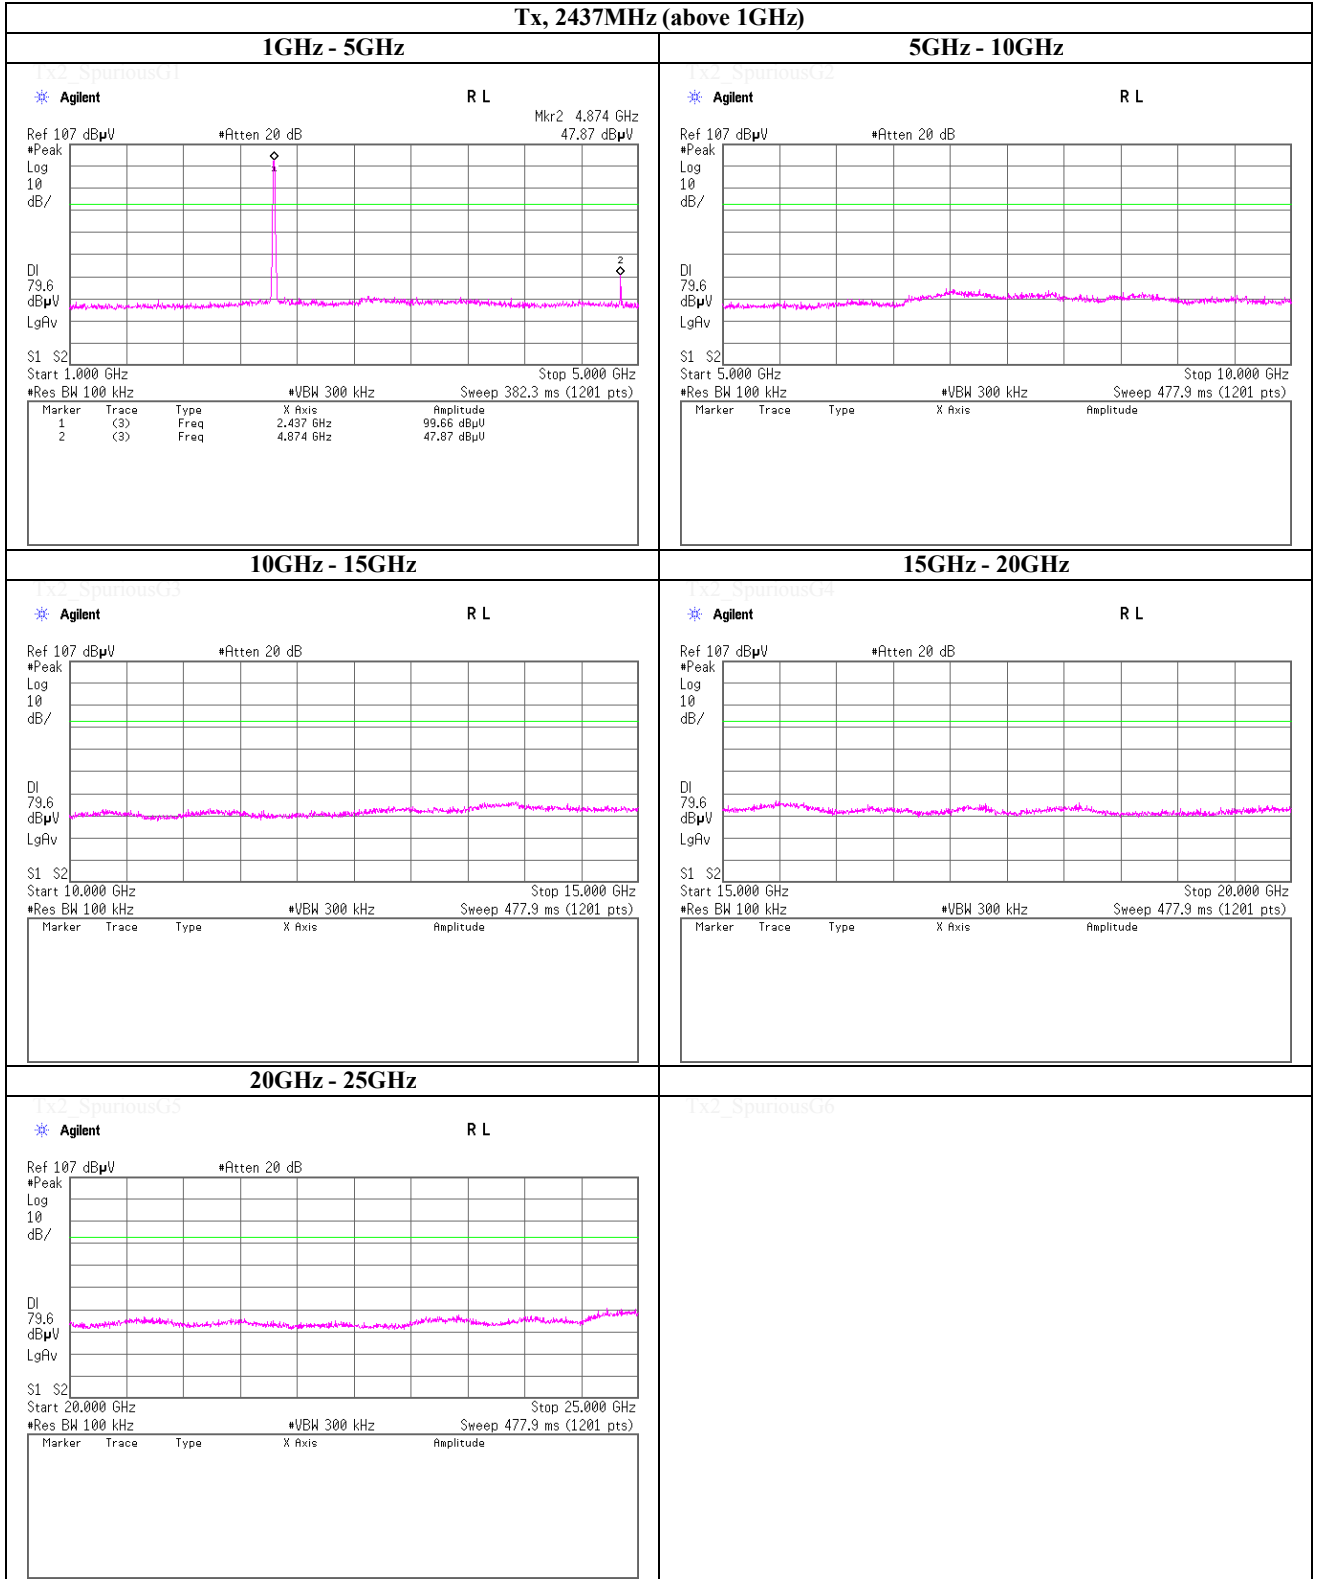 Tx, 2437MHz (above 1GHz)
1GHz - 5GHz
Tx2_SpuriousG1
Agilent R L
Mkr2 4.874 GHz
Ref 107 dBµV #Atten 20 dB 47.87 dBµV
#Peak
Log
10
dB/
1
2
DI
79.6
dBµV
LgAv
S1 S2
Start 1.000 GHz Stop 5.000 GHz
#Res BW 100 kHz #VBW 300 kHz Sweep 382.3 ms (1201 pts)
Marker Trace Type X Axis Amplitude
1 (3) Freq 2.437 GHz 99.66 dBµV
2 (3) Freq 4.874 GHz 47.87 dBµV
5GHz - 10GHz
Tx2_SpuriousG2
Agilent R L
Ref 107 dBµV #Atten 20 dB
#Peak
Log
10
dB/
DI
79.6
dBµV
LgAv
S1 S2
Start 5.000 GHz Stop 10.000 GHz
#Res BW 100 kHz #VBW 300 kHz Sweep 477.9 ms (1201 pts)
Marker Trace Type X Axis Amplitude
10GHz - 15GHz
Tx2_SpuriousG3
Agilent R L
Ref 107 dBµV #Atten 20 dB
#Peak
Log
10
dB/
DI
79.6
dBµV
LgAv
S1 S2
Start 10.000 GHz Stop 15.000 GHz
#Res BW 100 kHz #VBW 300 kHz Sweep 477.9 ms (1201 pts)
Marker Trace Type X Axis Amplitude
15GHz - 20GHz
Tx2_SpuriousG4
Agilent R L
Ref 107 dBµV #Atten 20 dB
#Peak
Log
10
dB/
DI
79.6
dBµV
LgAv
S1 S2
Start 15.000 GHz Stop 20.000 GHz
#Res BW 100 kHz #VBW 300 kHz Sweep 477.9 ms (1201 pts)
Marker Trace Type X Axis Amplitude
20GHz - 25GHz
Tx2_SpuriousG5
Agilent R L
Ref 107 dBµV #Atten 20 dB
#Peak
Log
10
dB/
DI
79.6
dBµV
LgAv
S1 S2
Start 20.000 GHz Stop 25.000 GHz
#Res BW 100 kHz #VBW 300 kHz Sweep 477.9 ms (1201 pts)
Marker Trace Type X Axis Amplitude
Tx2_SpuriousG6